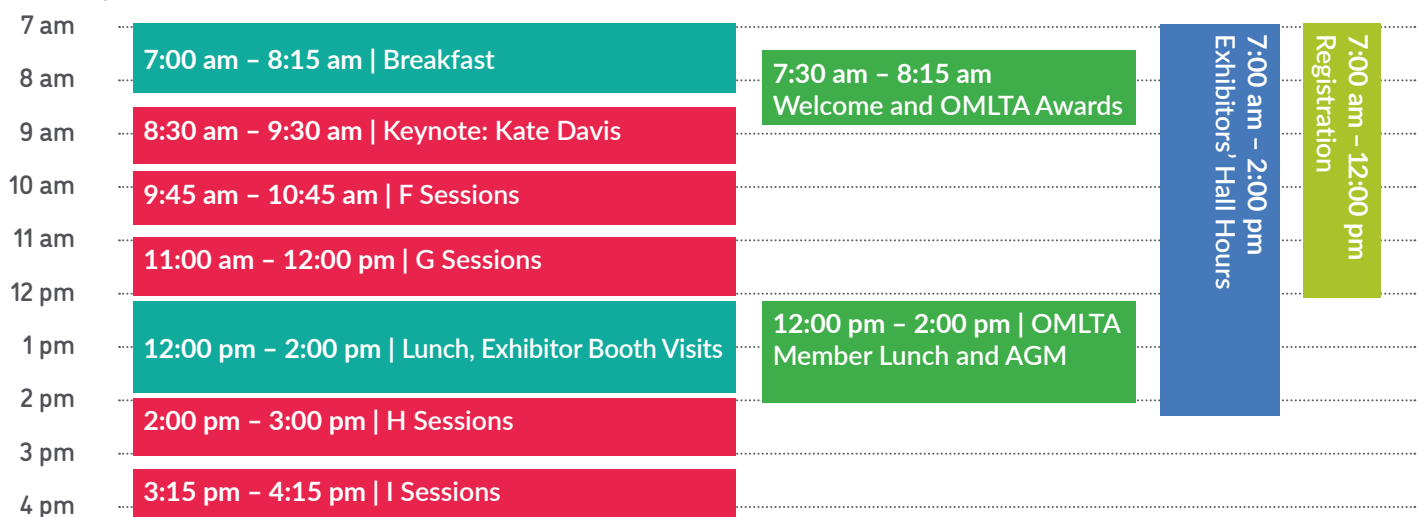 7 am
8 am
9 am
10 am
11 am
12 pm
1 pm
2 pm
3 pm
4 pm
7:00 am – 8:15 am | Breakfast
8:30 am – 9:30 am | Keynote: Kate Davis
9:45 am – 10:45 am | F Sessions
11:00 am – 12:00 pm | G Sessions
12:00 pm – 2:00 pm | Lunch, Exhibitor Booth Visits
2:00 pm – 3:00 pm | H Sessions
3:15 pm – 4:15 pm | I Sessions
7:30 am – 8:15 am
Welcome and OMLTA Awards
12:00 pm – 2:00 pm | OMLTA
Member Lunch and AGM
7:00 am – 2:00 pm
Exhibitors' Hall Hours
7:00 am – 12:00 pm
Registration